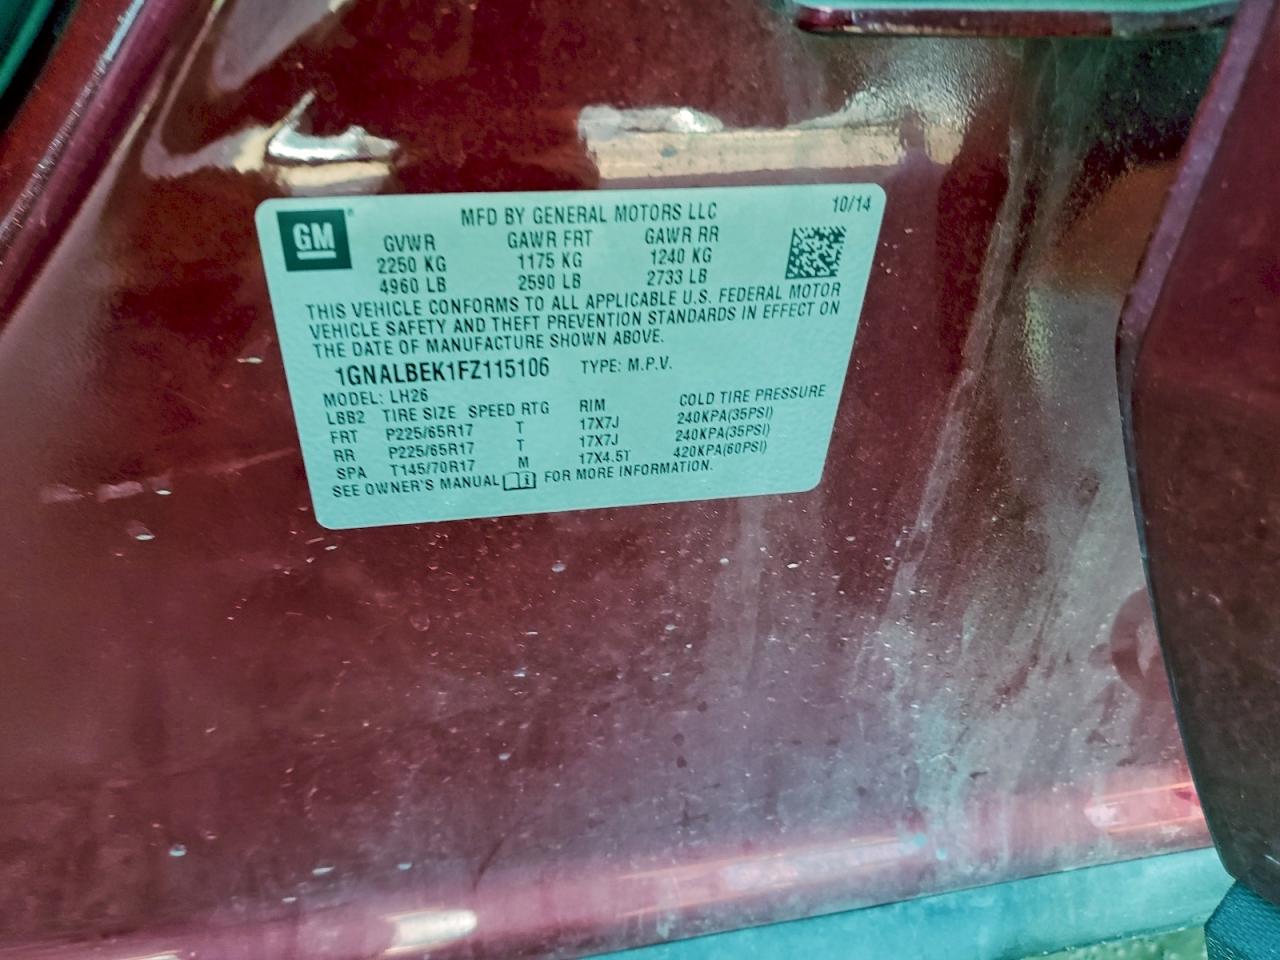 GM® MFD BY GENERAL MOTORS LLC 10/14
GVWR GAWR FRT GAWR RR
2250 KG 1175 KG 1240 KG
4960 LB 2590 LB 2733 LB
THIS VEHICLE CONFORMS TO ALL APPLICABLE U.S. FEDERAL MOTOR
VEHICLE SAFETY AND THEFT PREVENTION STANDARDS IN EFFECT ON
THE DATE OF MANUFACTURE SHOWN ABOVE.
1GNALBEK1FZ115106 TYPE: M.P.V.
MODEL: LH26
LBB2 TIRE SIZE SPEED RTG RIM COLD TIRE PRESSURE
FRT P225/65R17 T 17X7J 240KPA(35PSI)
RR P225/65R17 T 17X7J 240KPA(35PSI)
SPA T145/70R17 M 17X4.5T 420KPA(60PSI)
SEE OWNER'S MANUAL FOR MORE INFORMATION.